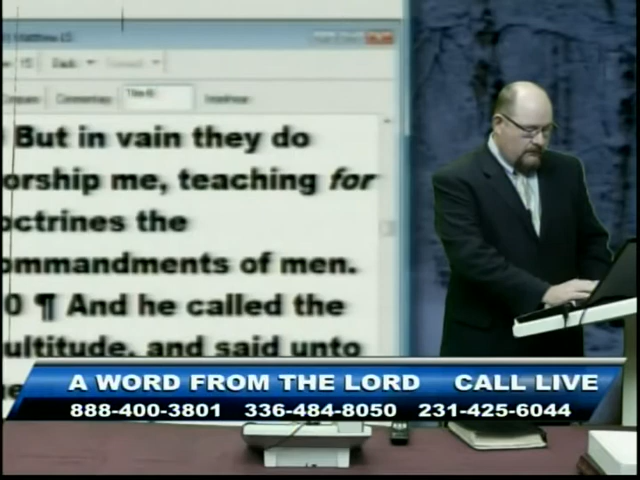 But in vain they do
orship me, teaching for
octrines the
ommandments of men.
0 ¶ And he called the
ultitude, and said unto
A WORD FROM THE LORD CALL LIVE
888-400-3801 336-484-8050 231-425-6044